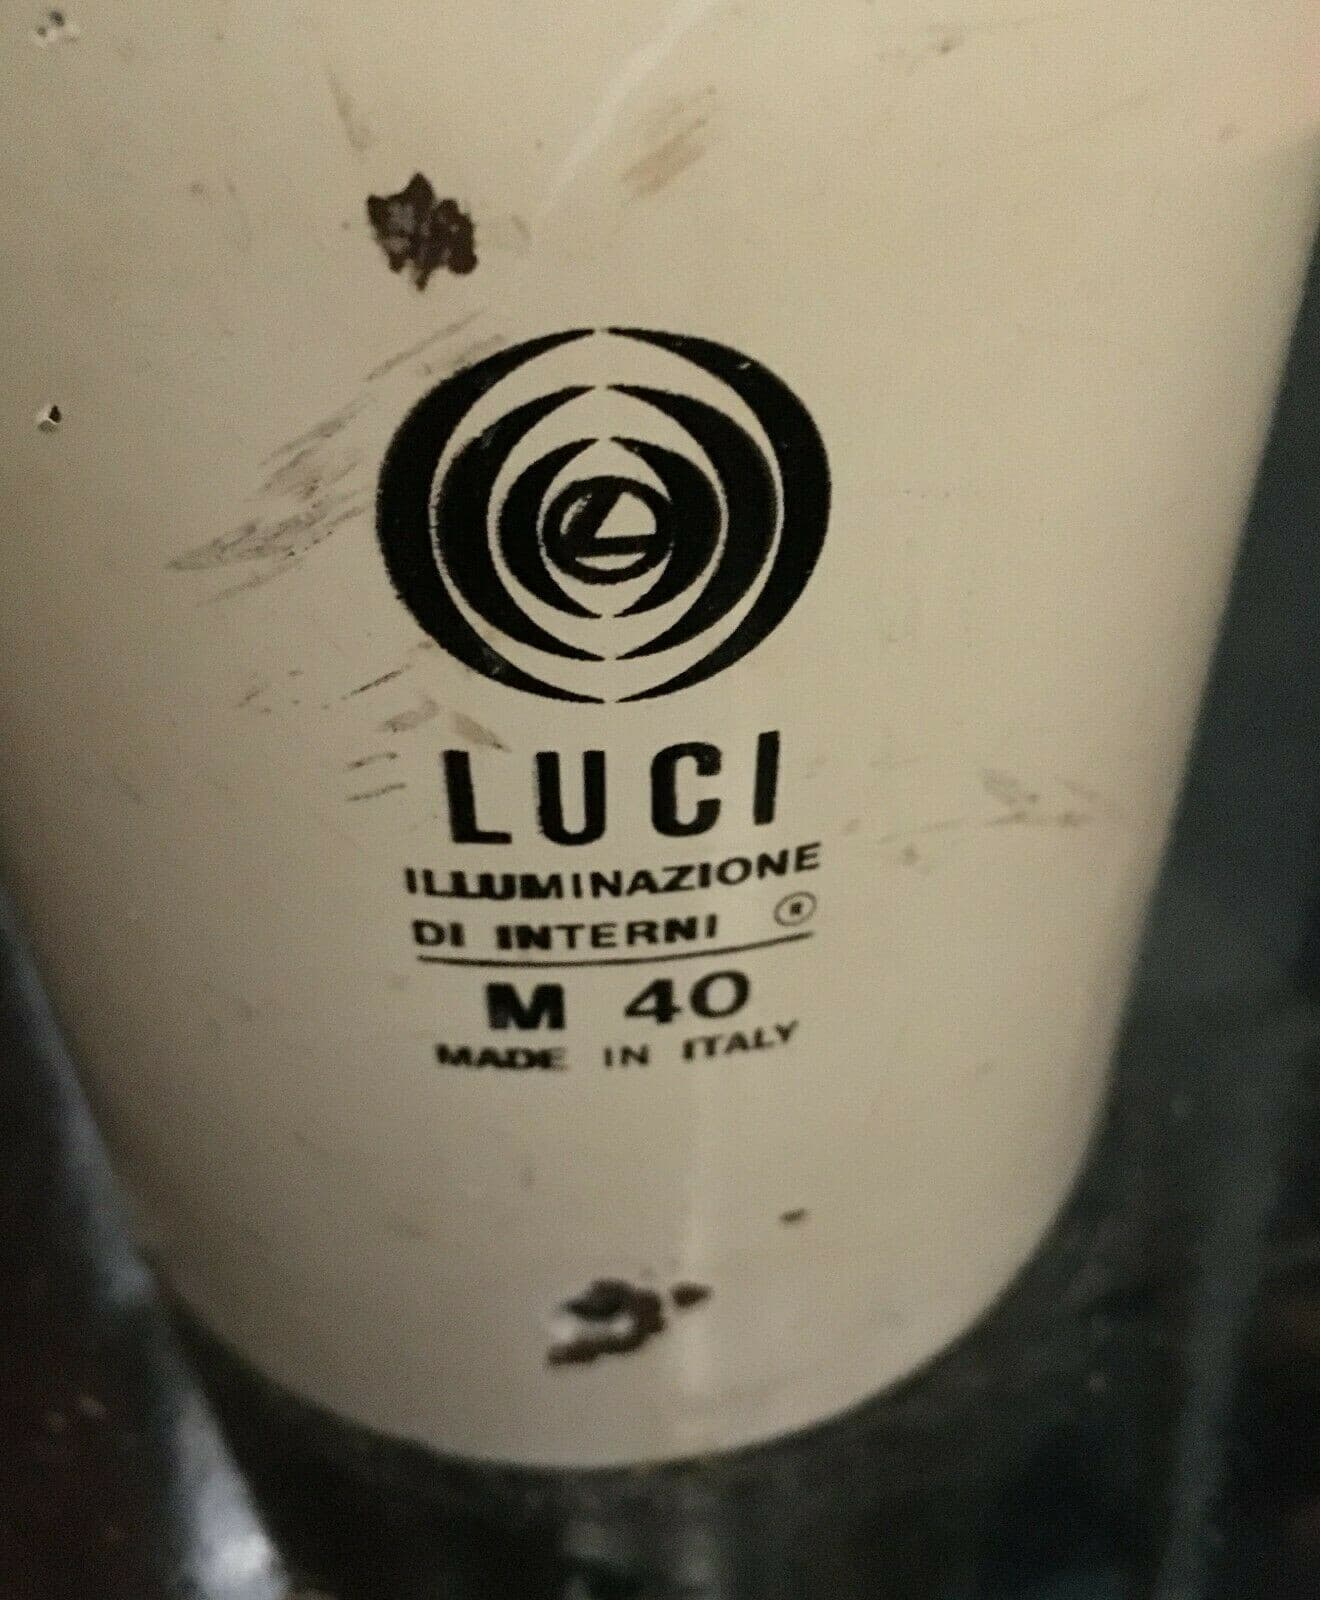 LUCI
ILLUMINAZIONE
DI INTERNI ®
M 40
MADE IN ITALY